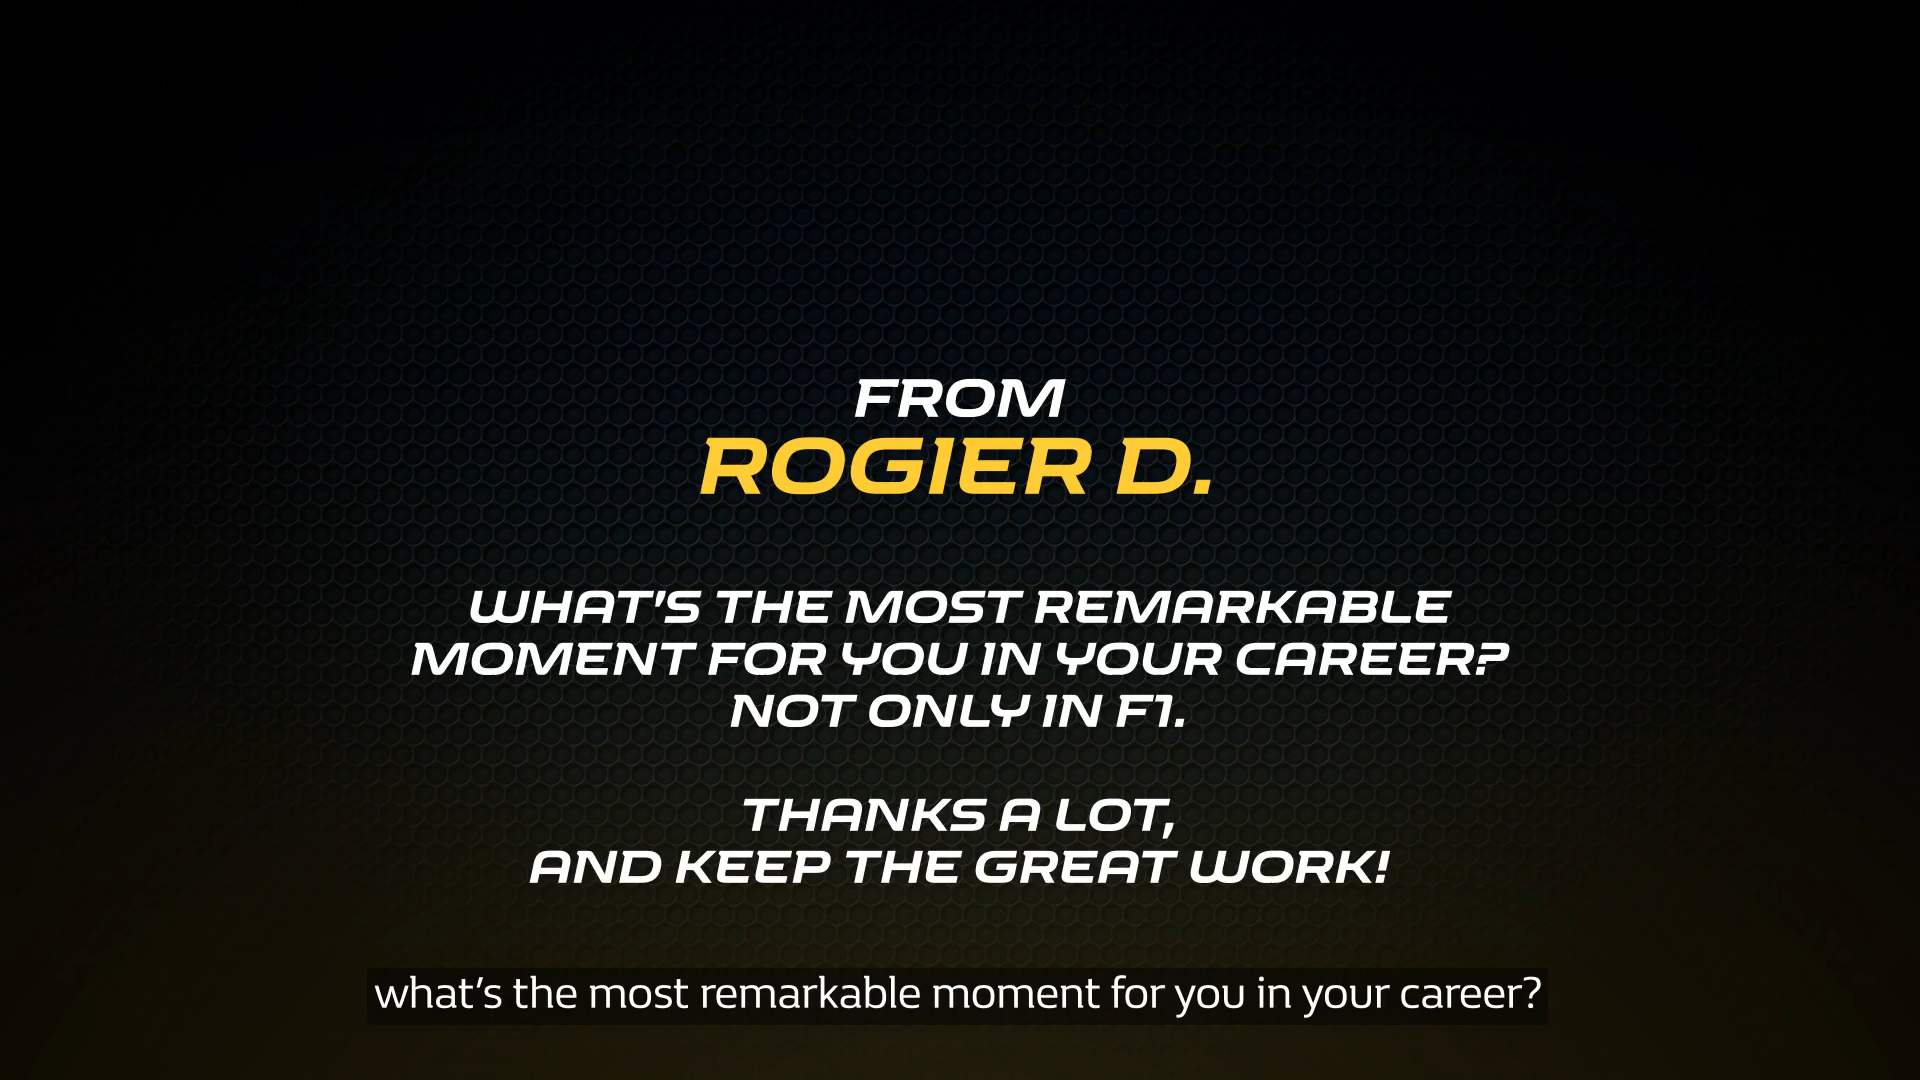 FROM
ROGIER D.
WHAT'S THE MOST REMARKABLE
MOMENT FOR YOU IN YOUR CAREER?
NOT ONLY IN F1.
THANKS A LOT,
AND KEEP THE GREAT WORK!
what's the most remarkable moment for you in your career?